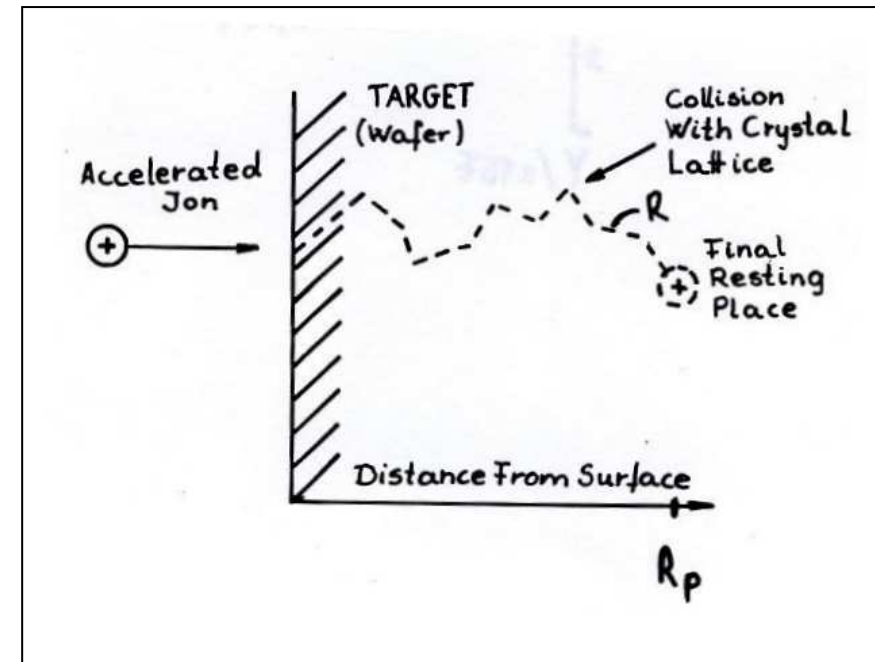 TARGET
(Wafer)
Collision
With Crystal
Lattice
Accelerated
Jon
+
R
Final
Resting
Place
+
Distance From Surface
Rp